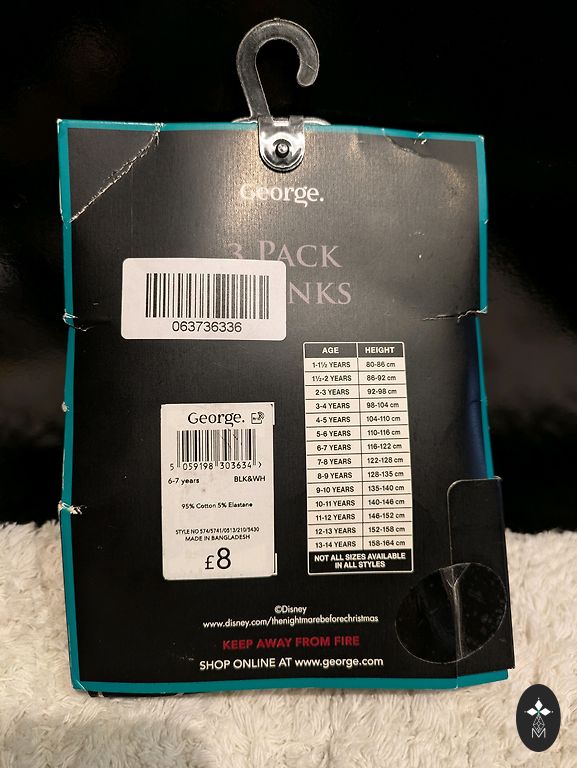 George.
3 PACK
NKS
063736336
AGE HEIGHT
1-1½ YEARS 80-86 cm
1½-2 YEARS 86-92 cm
2-3 YEARS 92-98 cm
3-4 YEARS 98-104 cm
4-5 YEARS 104-110 cm
5-6 YEARS 110-116 cm
6-7 YEARS 116-122 cm
7-8 YEARS 122-128 cm
8-9 YEARS 128-135 cm
9-10 YEARS 135-140 cm
10-11 YEARS 140-146 cm
11-12 YEARS 146-152 cm
12-13 YEARS 152-158 cm
13-14 YEARS 158-164 cm
NOT ALL SIZES AVAILABLE
IN ALL STYLES
George.
5 059198 303634 >
6-7 years BLK&WH
95% Cotton 5% Elastane
STYLE NO 574/5741/0513/210/5430
MADE IN BANGLADESH
£8
©Disney
www.disney.com/thenightmarebeforechristmas
KEEP AWAY FROM FIRE
SHOP ONLINE AT www.george.com